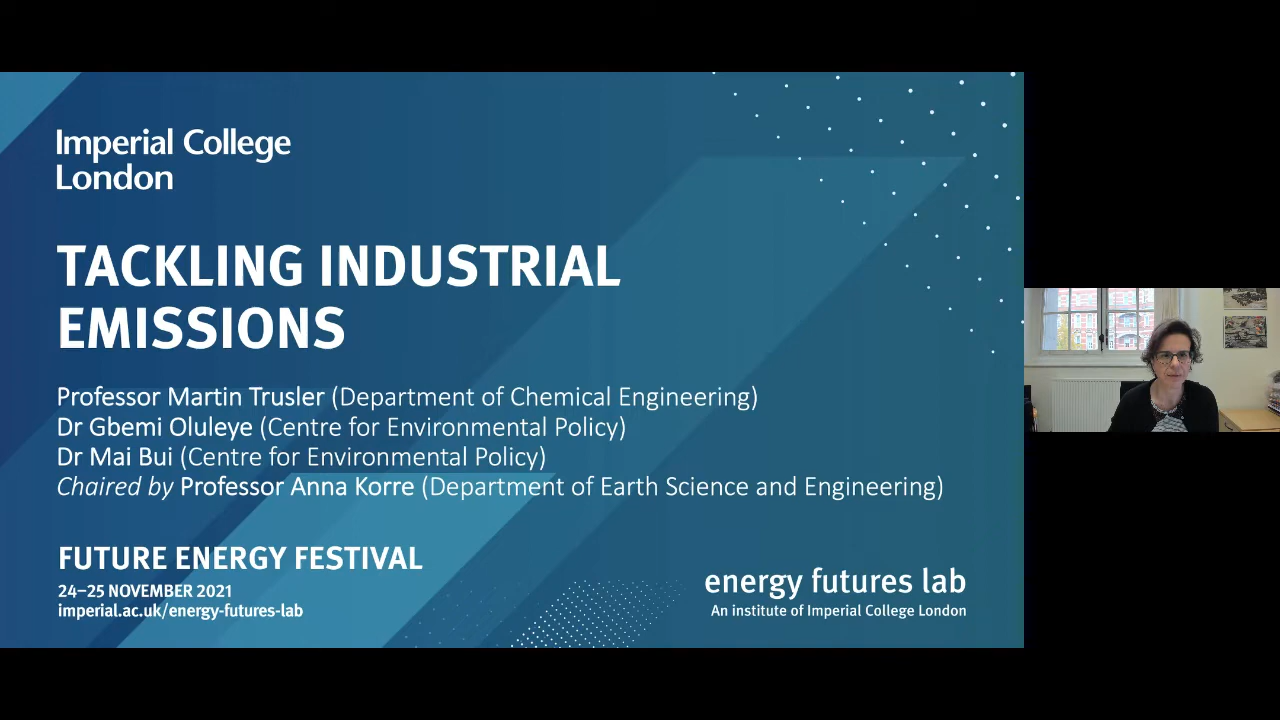 Imperial College
London
TACKLING INDUSTRIAL
EMISSIONS
Professor Martin Trusler (Department of Chemical Engineering)
Dr Gbemi Oluleye (Centre for Environmental Policy)
Dr Mai Bui (Centre for Environmental Policy)
Chaired by Professor Anna Korre (Department of Earth Science and Engineering)
FUTURE ENERGY FESTIVAL
24–25 NOVEMBER 2021
imperial.ac.uk/energy-futures-lab
energy futures lab
An institute of Imperial College London